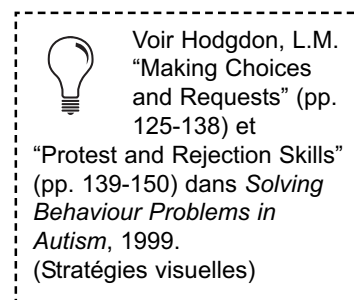 Voir Hodgdon, L.M.
“Making Choices
and Requests” (pp.
125-138) et
“Protest and Rejection Skills”
(pp. 139-150) dans Solving
Behaviour Problems in
Autism, 1999.
(Stratégies visuelles)